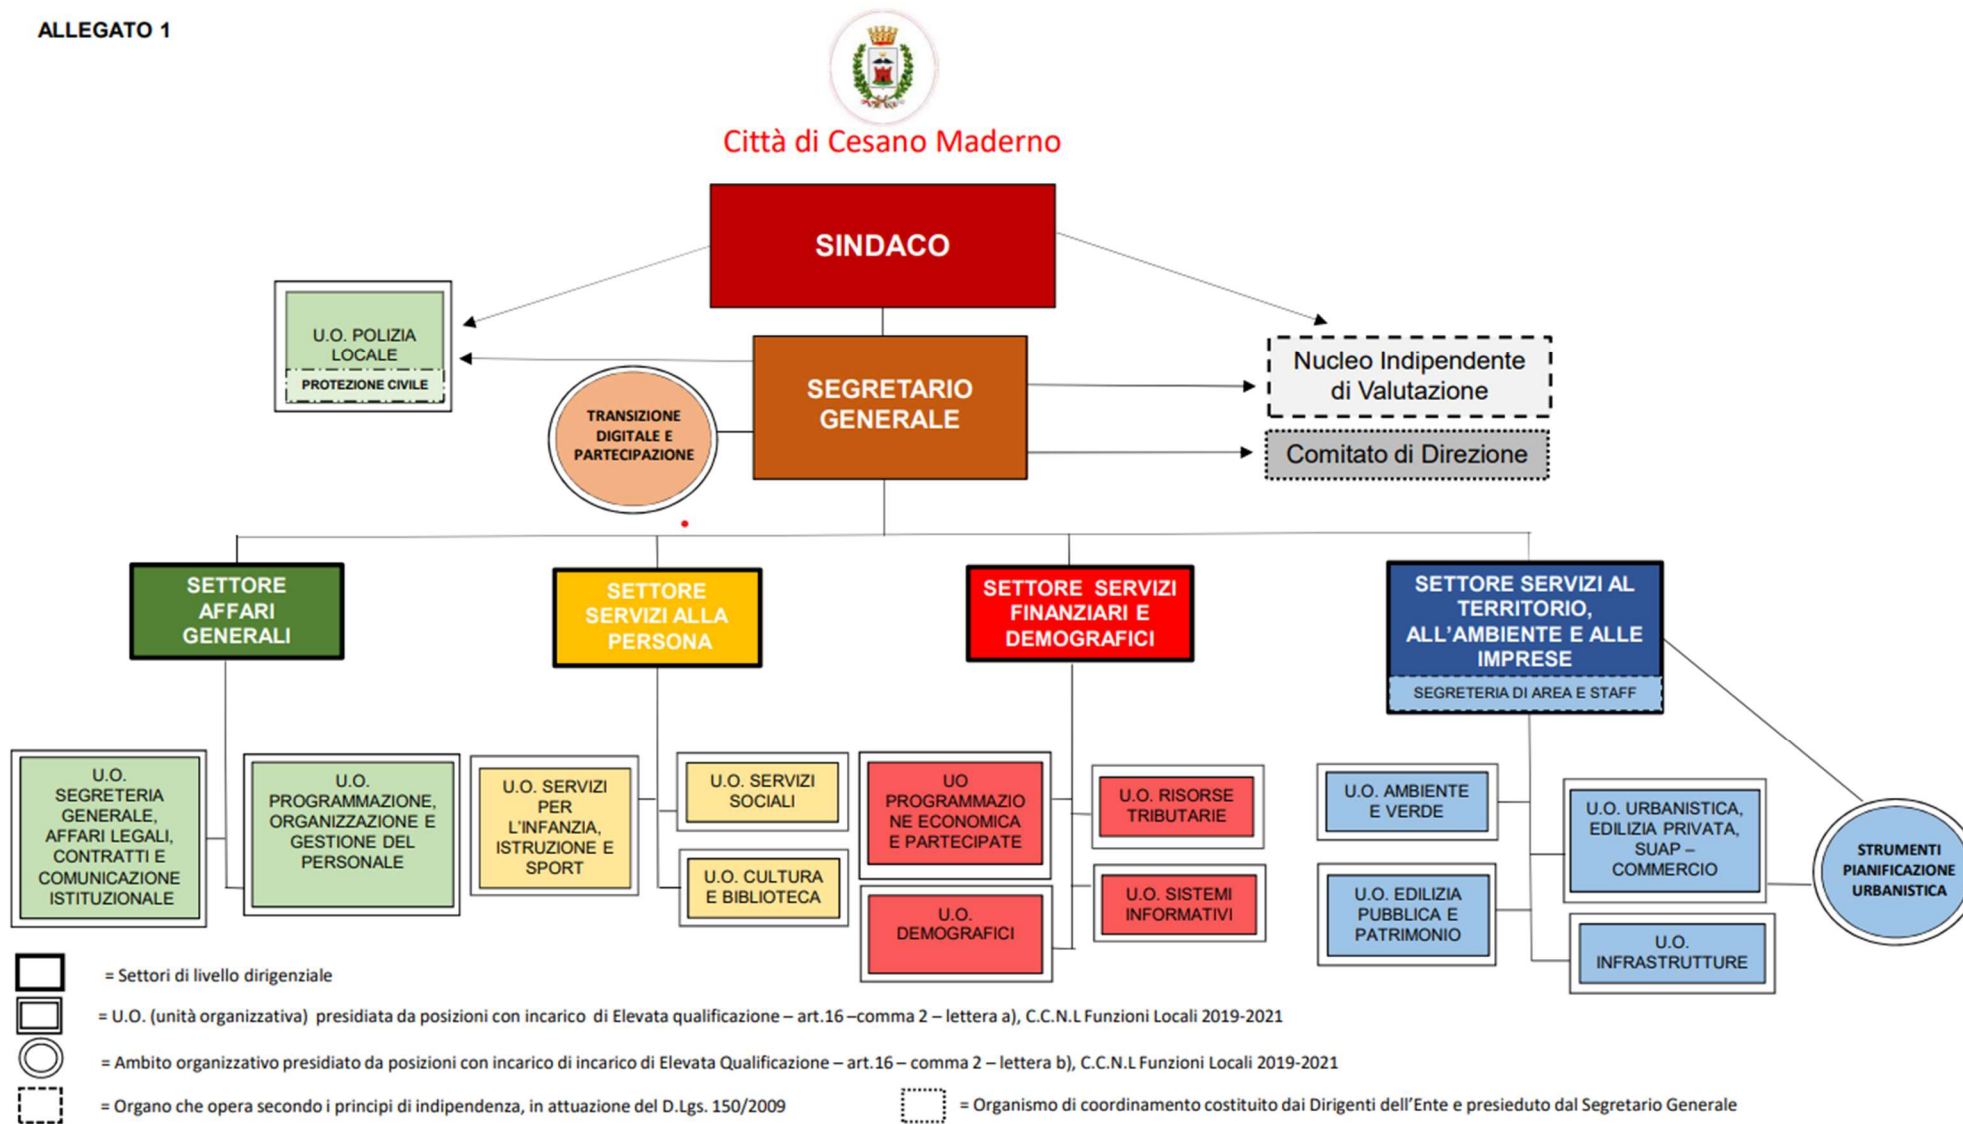 ALLEGATO 1
Città di Cesano Maderno
SINDACO
U.O. POLIZIA
LOCALE
PROTEZIONE CIVILE
SEGRETARIO
GENERALE
TRANSIZIONE
DIGITALE E
PARTECIPAZIONE
Nucleo Indipendente
di Valutazione
Comitato di Direzione
SETTORE
AFFARI
GENERALI
SETTORE
SERVIZI ALLA
PERSONA
SETTORE SERVIZI
FINANZIARI E
DEMOGRAFICI
SETTORE SERVIZI AL
TERRITORIO,
ALL'AMBIENTE E ALLE
IMPRESE
SEGRETERIA DI AREA E STAFF
U.O.
SEGRETERIA
GENERALE,
AFFARI LEGALI,
CONTRATTI E
COMUNICAZIONE
ISTITUZIONALE
U.O.
PROGRAMMAZIONE,
ORGANIZZAZIONE E
GESTIONE DEL
PERSONALE
U.O. SERVIZI
PER
L'INFANZIA,
ISTRUZIONE E
SPORT
U.O. SERVIZI
SOCIALI
U.O. CULTURA
E BIBLIOTECA
UO
PROGRAMMAZIO
NE ECONOMICA
E PARTECIPATE
U.O. RISORSE
TRIBUTARIE
U.O.
DEMOGRAFICI
U.O. SISTEMI
INFORMATIVI
U.O. AMBIENTE
E VERDE
U.O. URBANISTICA,
EDILIZIA PRIVATA,
SUAP –
COMMERCIO
U.O. EDILIZIA
PUBBLICA E
PATRIMONIO
U.O.
INFRASTRUTTURE
STRUMENTI
PIANIFICAZIONE
URBANISTICA
= Settori di livello dirigenziale
= U.O. (unità organizzativa) presidiata da posizioni con incarico di Elevata qualificazione – art.16 –comma 2 – lettera a), C.C.N.L Funzioni Locali 2019-2021
= Ambito organizzativo presidiato da posizioni con incarico di incarico di Elevata Qualificazione – art.16 – comma 2 – lettera b), C.C.N.L Funzioni Locali 2019-2021
= Organo che opera secondo i principi di indipendenza, in attuazione del D.Lgs. 150/2009
= Organismo di coordinamento costituito dai Dirigenti dell'Ente e presieduto dal Segretario Generale